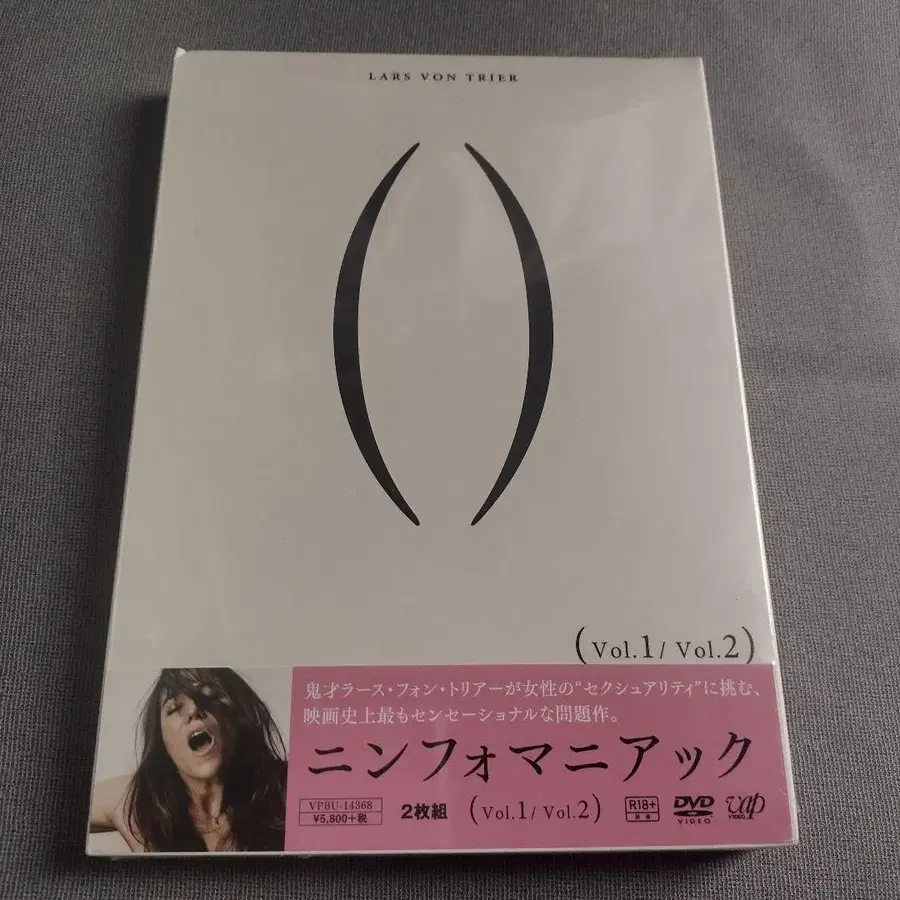 LARS VON TRIER
( )
(Vol.1/ Vol.2)
鬼才ラース・フォン・トリアーが女性の“セクシュアリティ”に挑む、
映画史上最もセンセーショナルな問題作。
ニンフォマニアック
VPBU-14368
¥5,800+税
2枚組
(Vol.1/ Vol.2)
R18+
DVD
VIDEO
vap
VIDEO